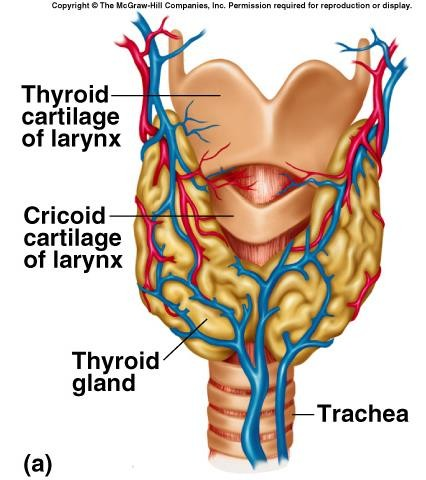 Copyright © The McGraw-Hill Companies, Inc. Permission required for reproduction or display.
Thyroid
cartilage
of larynx
Cricoid
cartilage
of larynx
Thyroid
gland
Trachea
(a)